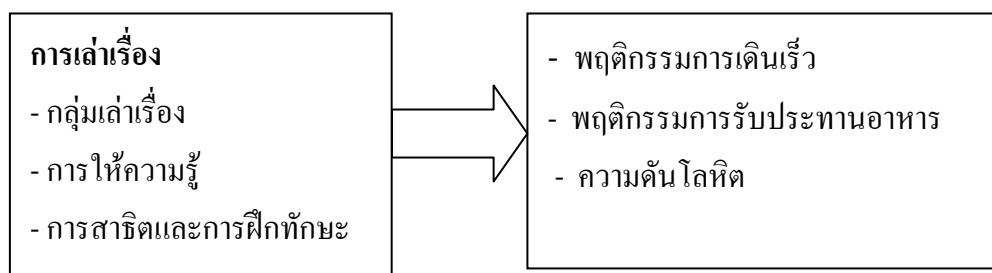 การเล่าเรื่อง
- กลุ่มเล่าเรื่อง
- การให้ความรู้
- การสาธิตและการฝึกทักษะ
- พฤติกรรมการเดินเร็ว
- พฤติกรรมการรับประทานอาหาร
- ความดันโลหิต